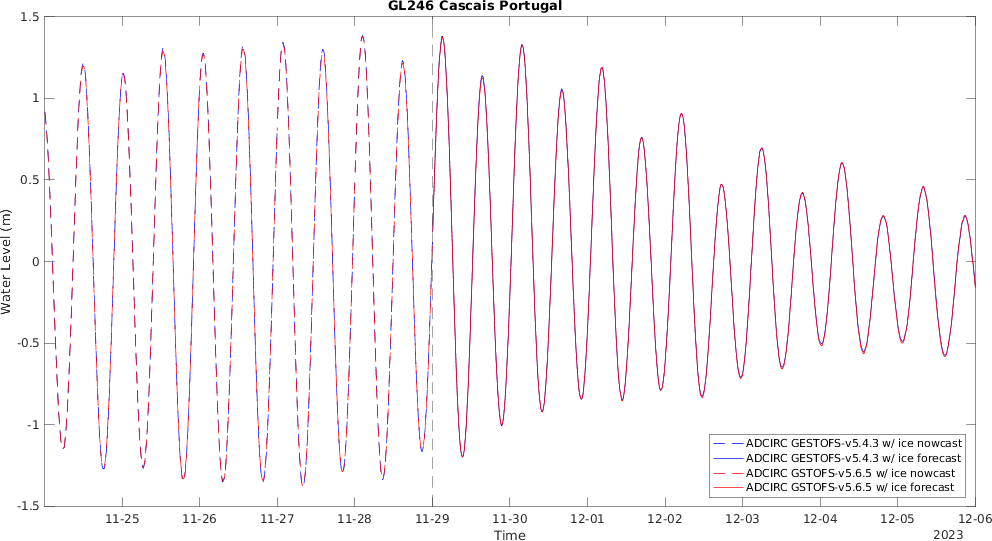 GL246 Cascais Portugal
1.5
1
0.5
0
-0.5
-1
-1.5
Water Level (m)
ADCIRC GESTOFS-v5.4.3 w/ ice nowcast
ADCIRC GESTOFS-v5.4.3 w/ ice forecast
ADCIRC GSTOFS-v5.6.5 w/ ice nowcast
ADCIRC GSTOFS-v5.6.5 w/ ice forecast
11-25 11-26 11-27 11-28 11-29 11-30 12-01 12-02 12-03 12-04 12-05 12-06
Time
2023